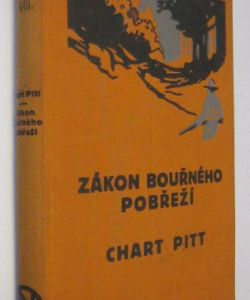 VIII.
CHART PITT
ZÁKON
BOUŘNÉHO
POBŘEŽÍ
ZÁKON BOUŘNÉHO
POBŘEŽÍ
CHART PITT